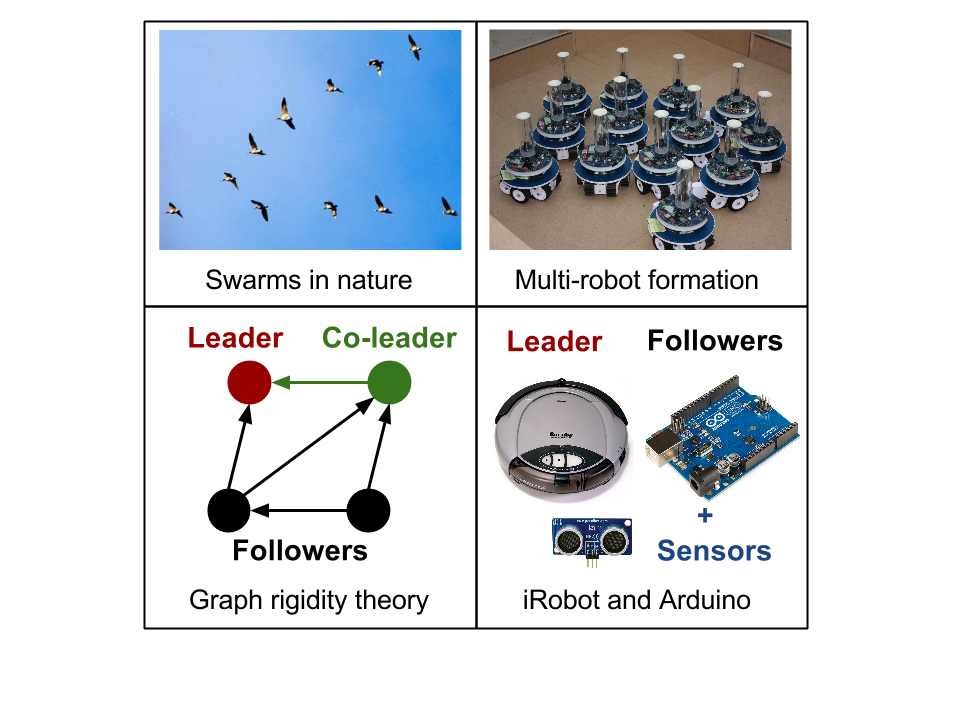 Swarms in nature
Multi-robot formation
Leader
Co-leader
Followers
Graph rigidity theory
Leader
Followers
+
Sensors
iRobot and Arduino